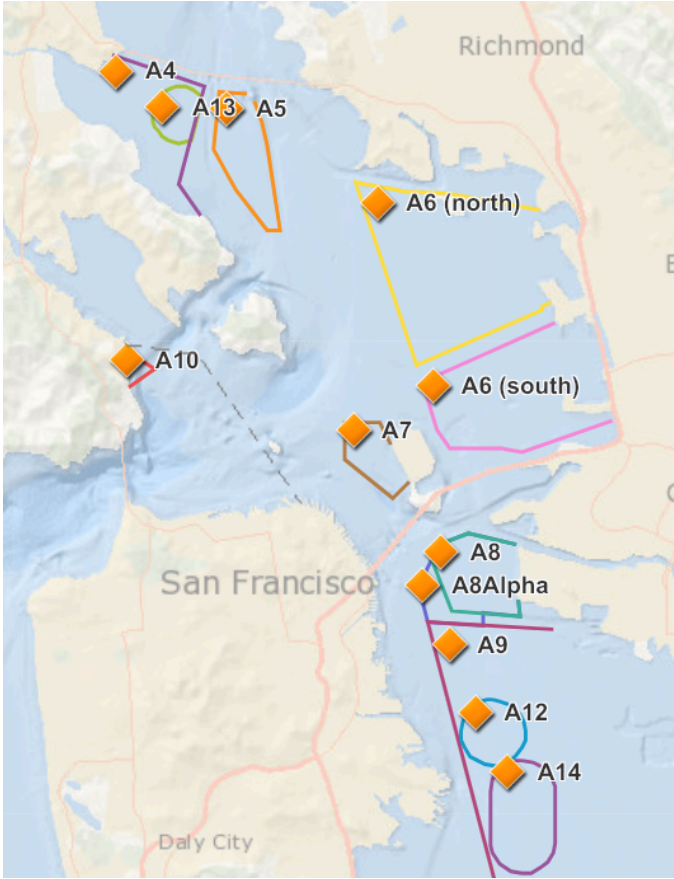 Richmond
A4
A13
A5
A6 (north)
A10
A6 (south)
A7
A8
San Francisco
A8Alpha
A9
A12
A14
Daly City